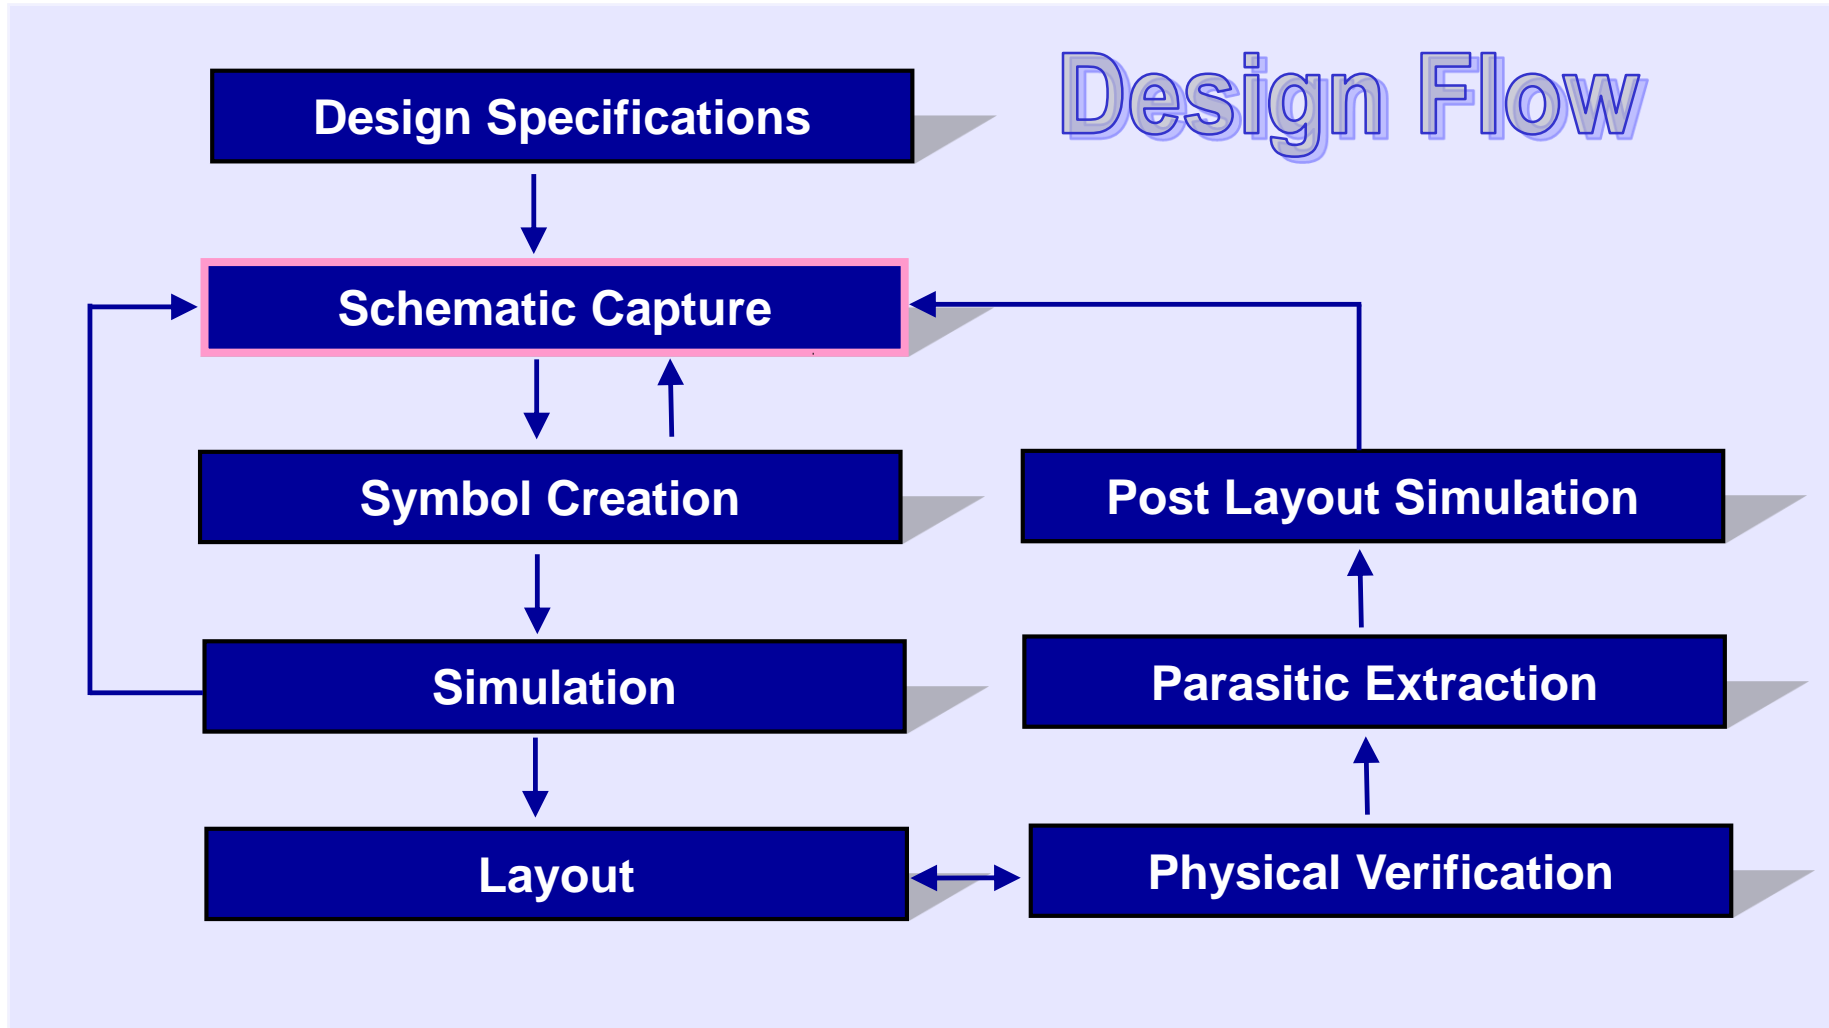 Design Flow
Design Specifications
Schematic Capture
Symbol Creation
Simulation
Layout
Physical Verification
Parasitic Extraction
Post Layout Simulation